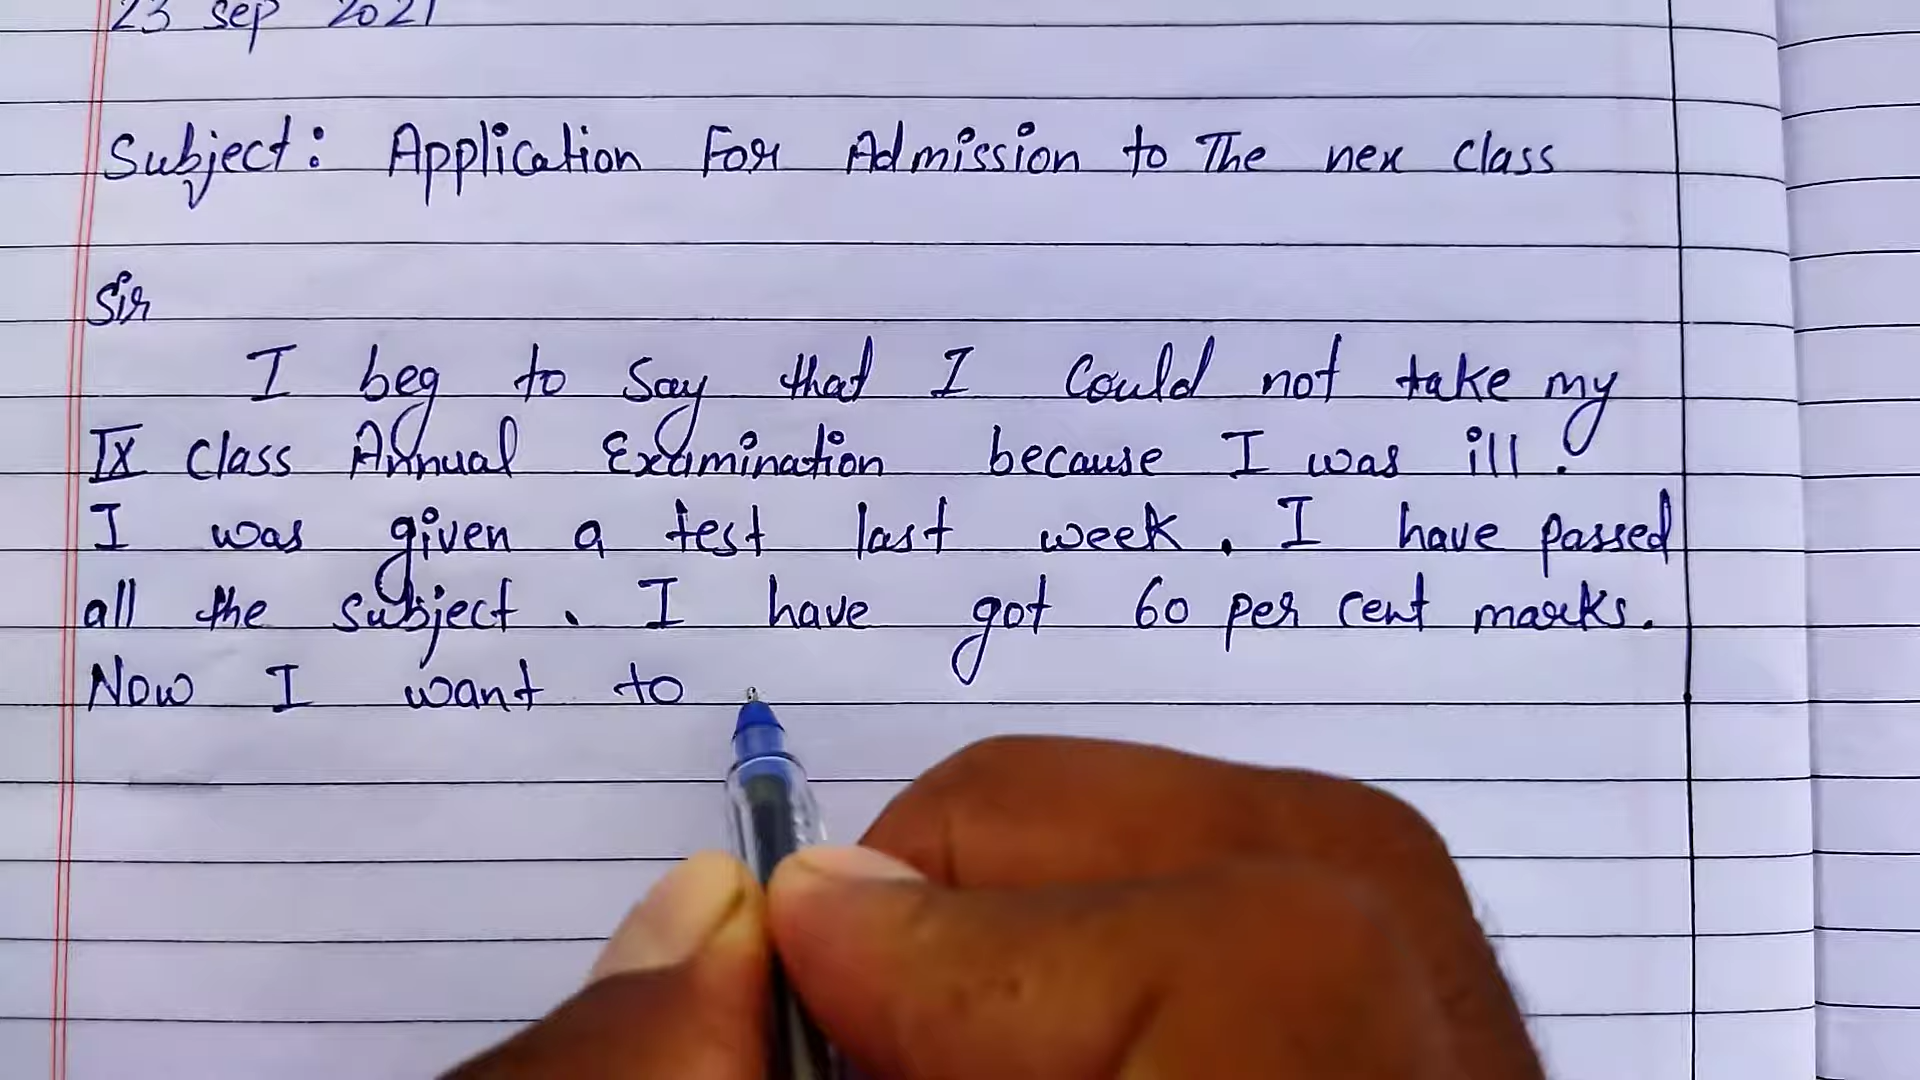 23 Sep 2021
Subject: Application For Admission to The nex class
Sir
I beg to say that I Could not take my
IX class Annual Examination because I was ill.
I was given a test last week. I have passed
all the subject. I have got 60 per cent marks.
Now I want to